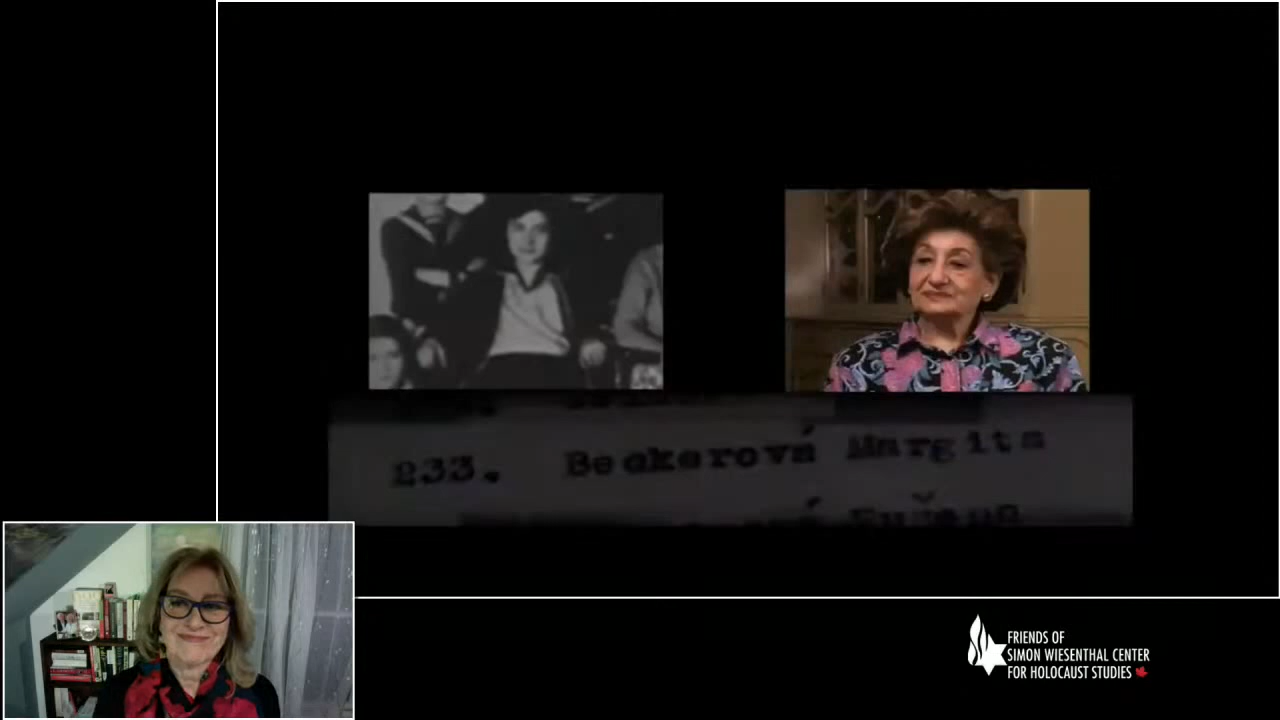 233. Beckerová Margita
FRIENDS OF
SIMON WIESENTHAL CENTER
FOR HOLOCAUST STUDIES